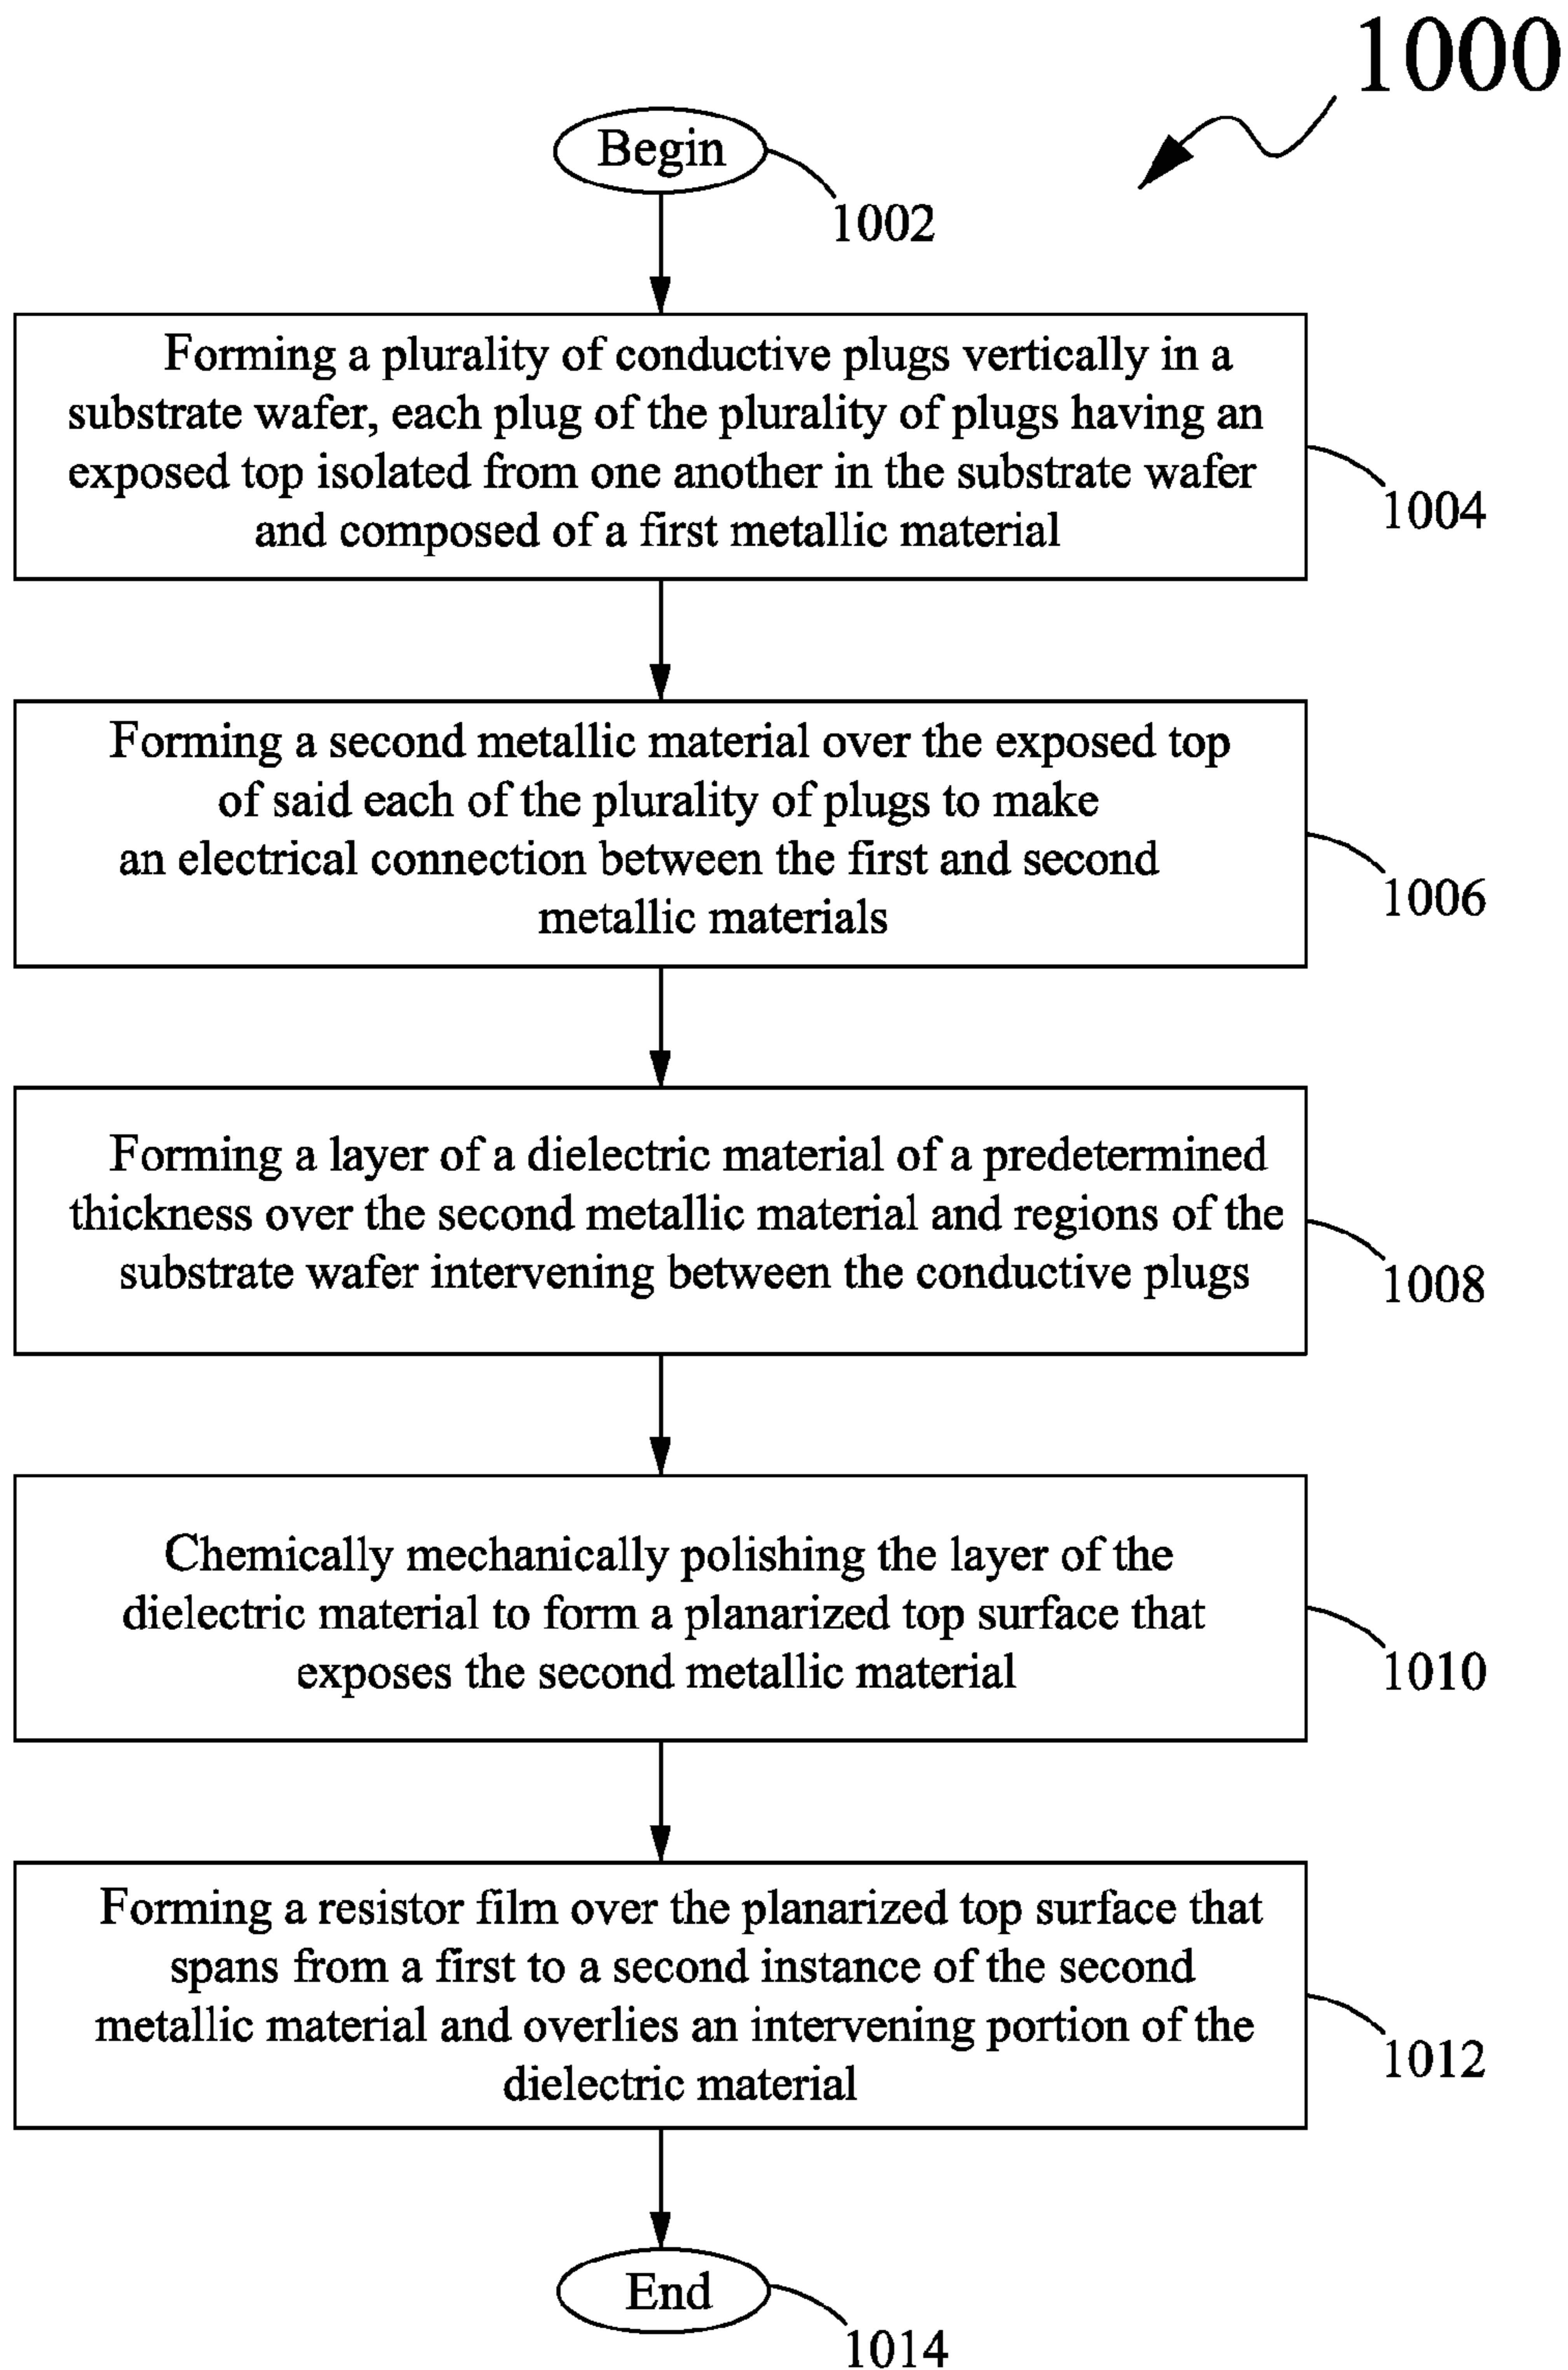 1000
Begin
1002
Forming a plurality of conductive plugs vertically in a
substrate wafer, each plug of the plurality of plugs having an
exposed top isolated from one another in the substrate wafer
and composed of a first metallic material
1004
Forming a second metallic material over the exposed top
of said each of the plurality of plugs to make
an electrical connection between the first and second
metallic materials
1006
Forming a layer of a dielectric material of a predetermined
thickness over the second metallic material and regions of the
substrate wafer intervening between the conductive plugs
1008
Chemically mechanically polishing the layer of the
dielectric material to form a planarized top surface that
exposes the second metallic material
1010
Forming a resistor film over the planarized top surface that
spans from a first to a second instance of the second
metallic material and overlies an intervening portion of the
dielectric material
1012
End
1014